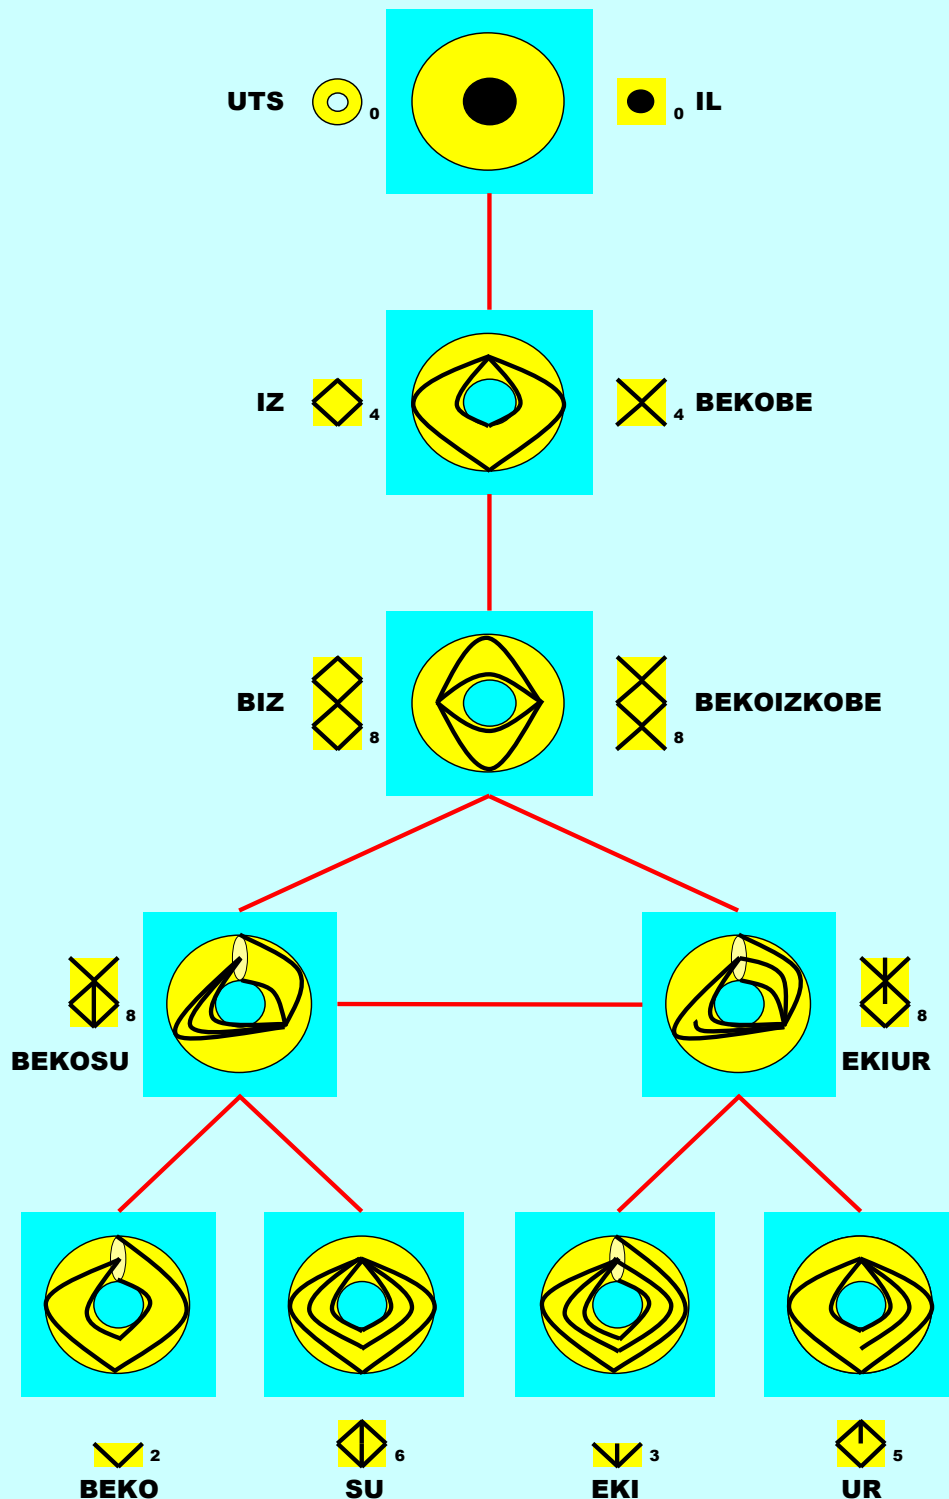 UTS 0 0 IL
IZ 4 4 BEKOBE
BIZ 8 8 BEKOIZKOBE
8 8
BEKOSU EKIUR
2 6 3 5
BEKO SU EKI UR